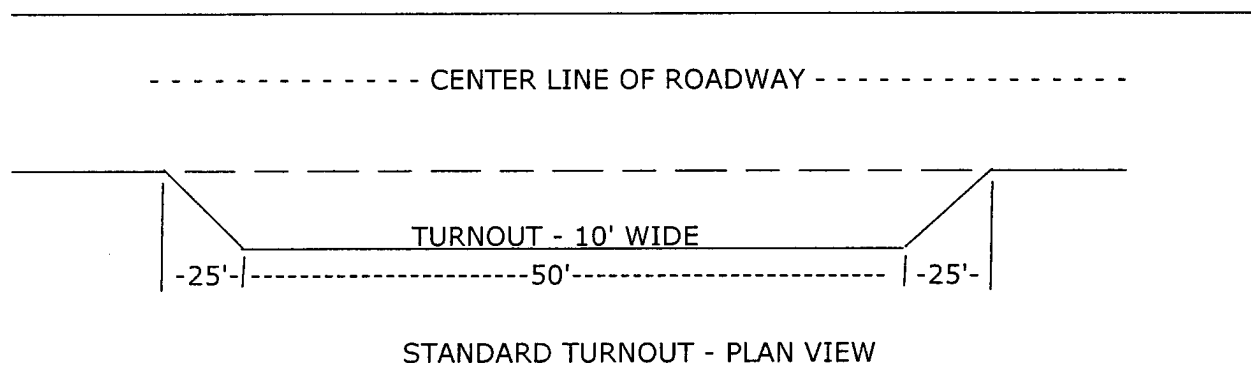 - - - - - - - - - - - - - CENTER LINE OF ROADWAY - - - - - - - - - - - - - - -
TURNOUT - 10' WIDE
-25'-|-----------------------50'--------------------------|-25'-
STANDARD TURNOUT - PLAN VIEW